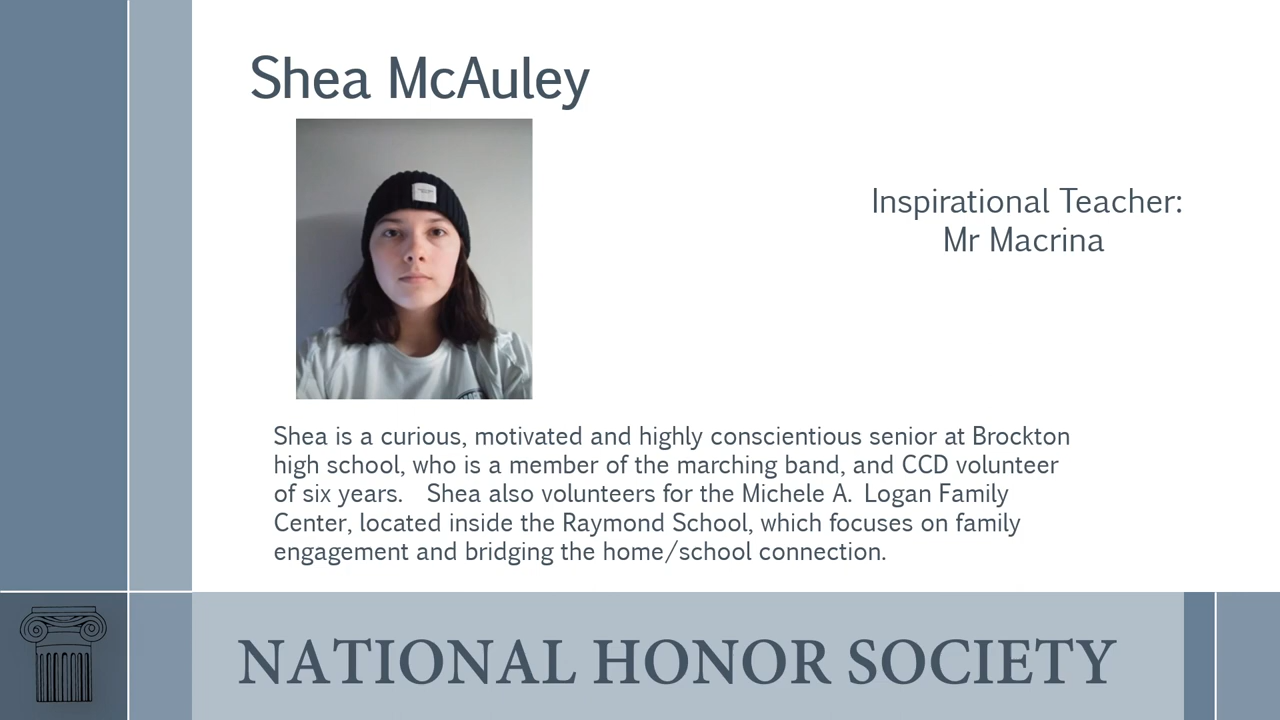 Shea McAuley
Inspirational Teacher:
Mr Macrina
Shea is a curious, motivated and highly conscientious senior at Brockton
high school, who is a member of the marching band, and CCD volunteer
of six years. Shea also volunteers for the Michele A. Logan Family
Center, located inside the Raymond School, which focuses on family
engagement and bridging the home/school connection.
NATIONAL HONOR SOCIETY